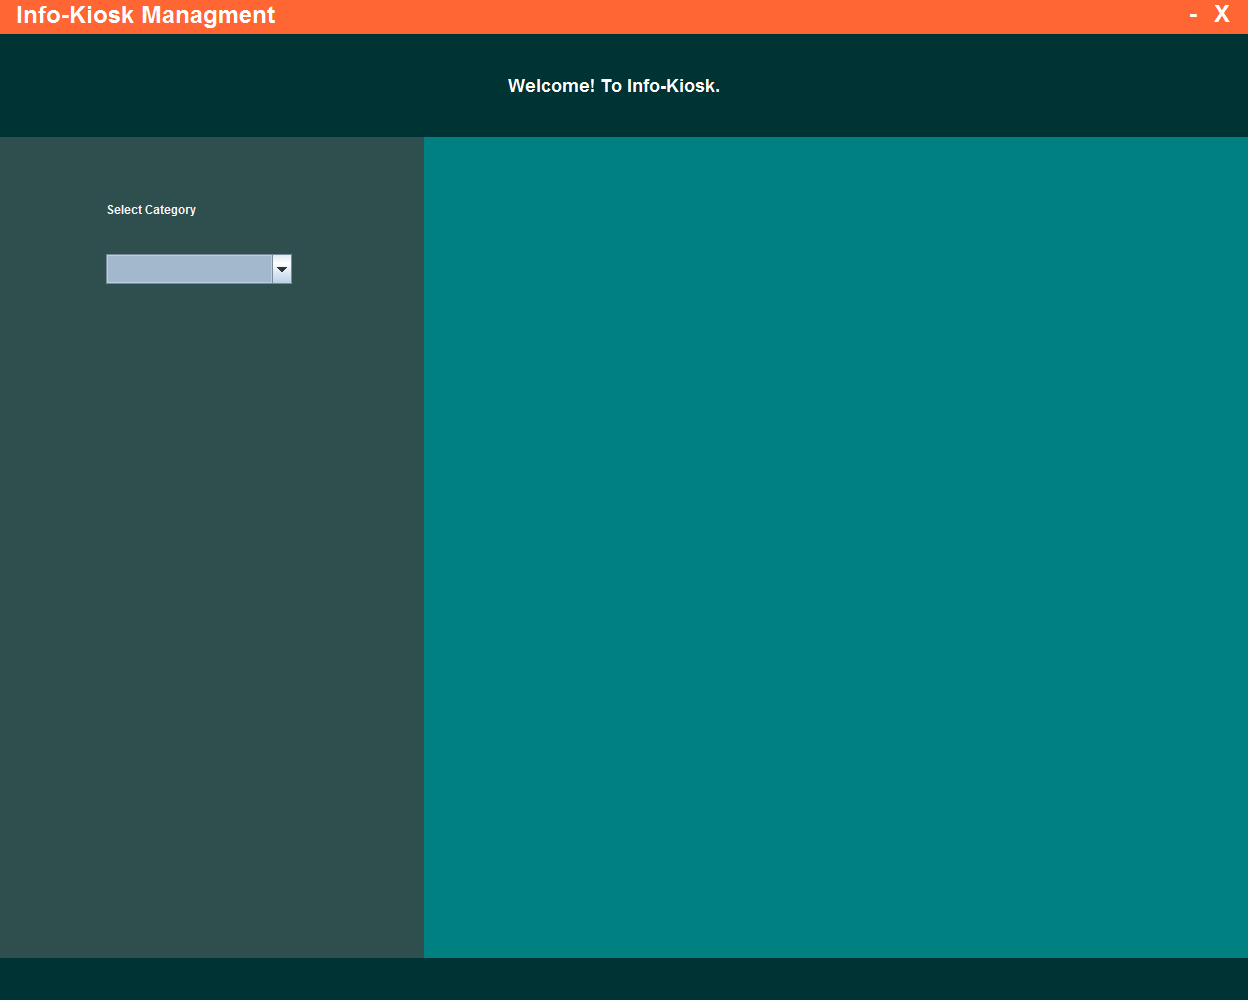 Info-Kiosk Managment
- X
Welcome! To Info-Kiosk.
Select Category